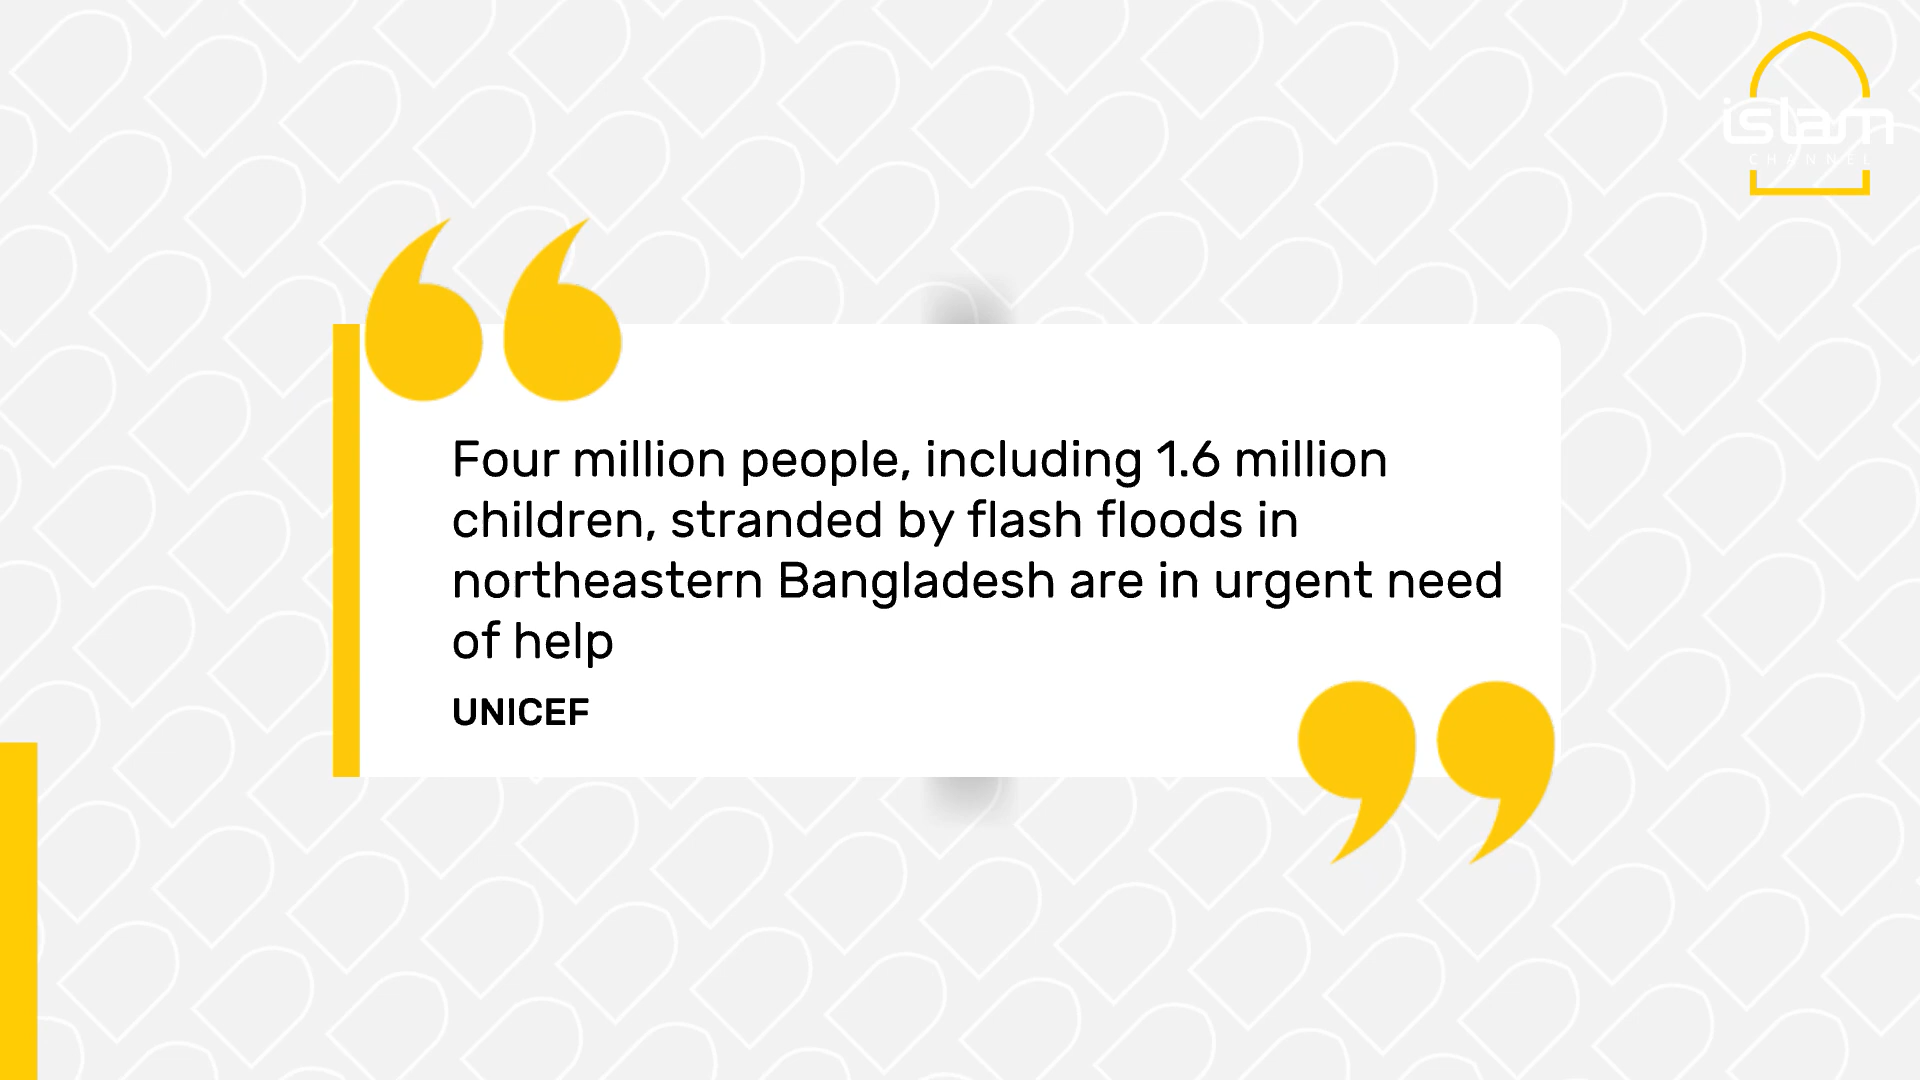 islam
CHANNEL
Four million people, including 1.6 million
children, stranded by flash floods in
northeastern Bangladesh are in urgent need
of help
UNICEF